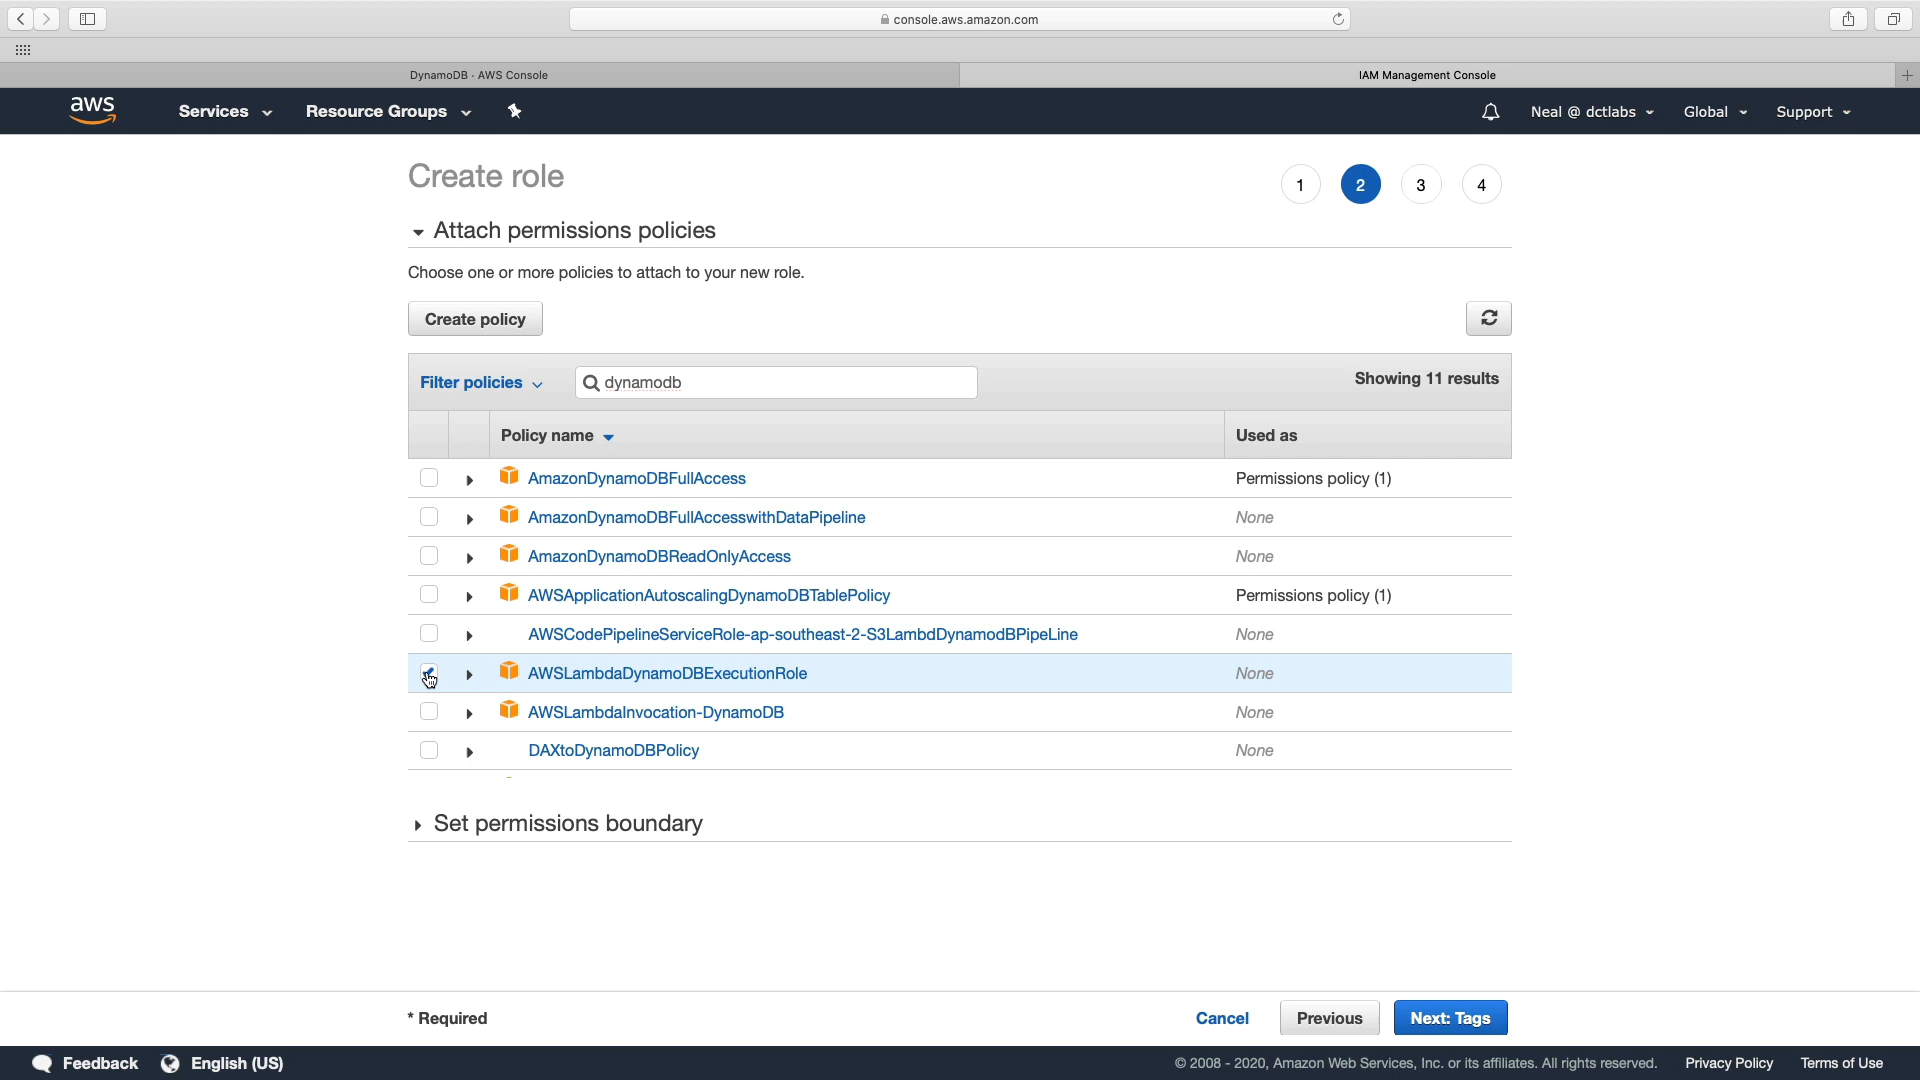 console.aws.amazon.com
DynamoDB · AWS Console
IAM Management Console
aws
Services
Resource Groups
Neal @ dctlabs
Global
Support
Create role
1
2
3
4
Attach permissions policies
Choose one or more policies to attach to your new role.
Create policy
Filter policies
dynamodb
Showing 11 results
Policy name
Used as
AmazonDynamoDBFullAccess
Permissions policy (1)
AmazonDynamoDBFullAccesswithDataPipeline
None
AmazonDynamoDBReadOnlyAccess
None
AWSApplicationAutoscalingDynamoDBTablePolicy
Permissions policy (1)
AWSCodePipelineServiceRole-ap-southeast-2-S3LambdDynamodBPipeLine
None
AWSLambdaDynamoDBExecutionRole
None
AWSLambdaInvocation-DynamoDB
None
DAXtoDynamoDBPolicy
None
Set permissions boundary
* Required
Cancel
Previous
Next: Tags
Feedback
English (US)
© 2008 - 2020, Amazon Web Services, Inc. or its affiliates. All rights reserved.
Privacy Policy
Terms of Use